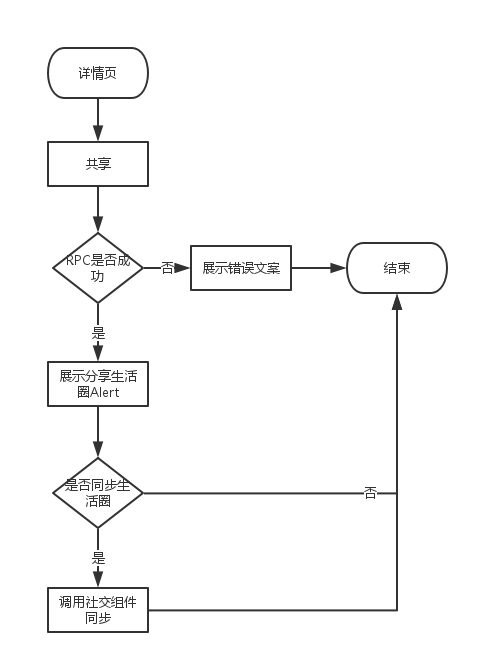 详情页
共享
RPC是否成
功
否
展示错误文案
结束
是
展示分享生活
圈Alert
是否同步生
活圈
否
是
调用社交组件
同步